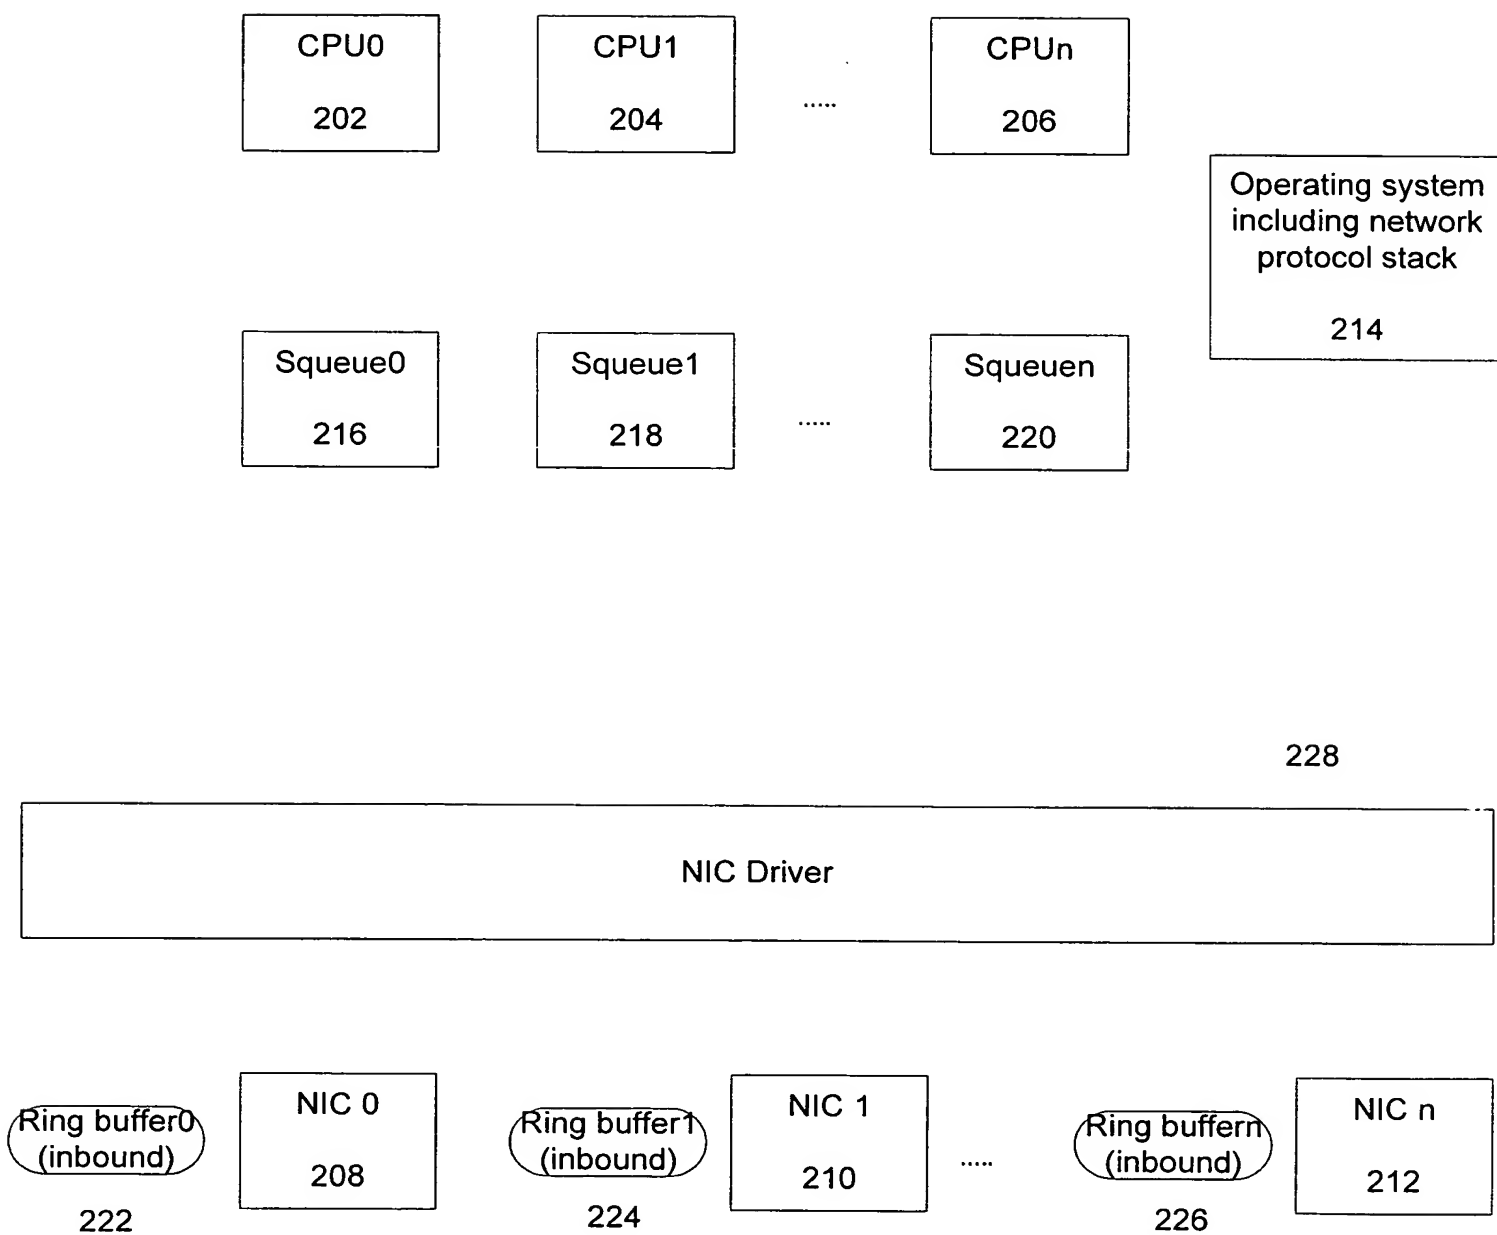 CPU0
202
CPU1
204
.....
CPUn
206
Operating system
including network
protocol stack
214
Squeue0
216
Squeue1
218
.....
Squeuen
220
228
NIC Driver
Ring buffer0
(inbound)
222
NIC 0
208
Ring buffer1
(inbound)
224
NIC 1
210
.....
Ring buffern
(inbound)
226
NIC n
212